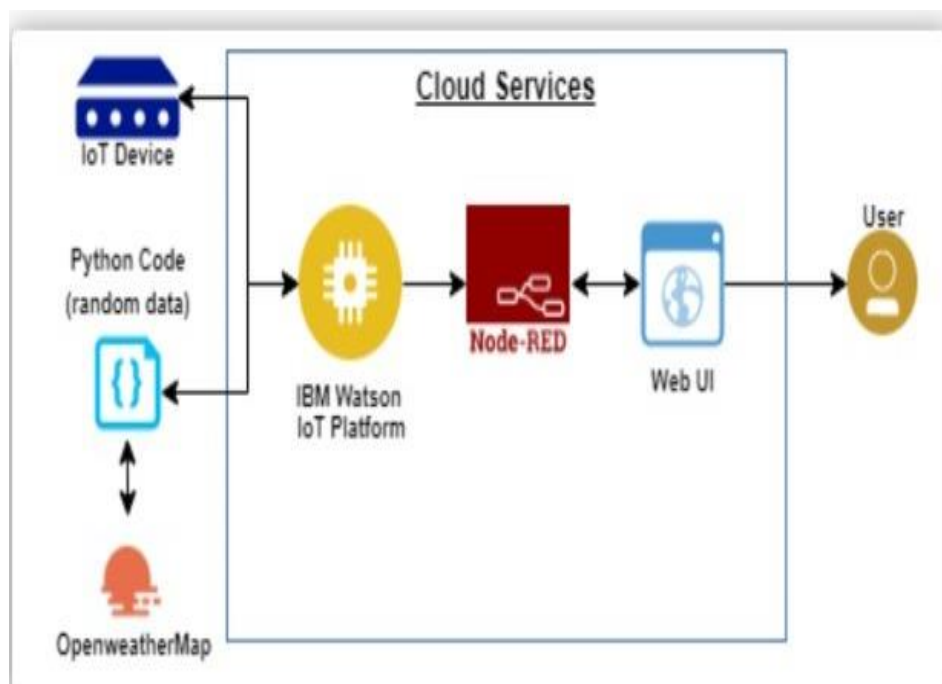 Cloud Services
IoT Device
Python Code
(random data)
IBM Watson
IoT Platform
Node-RED
Web UI
User
OpenweatherMap